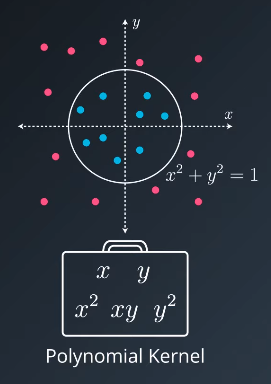 y
x
x² + y² = 1
x y
x² xy y²
Polynomial Kernel